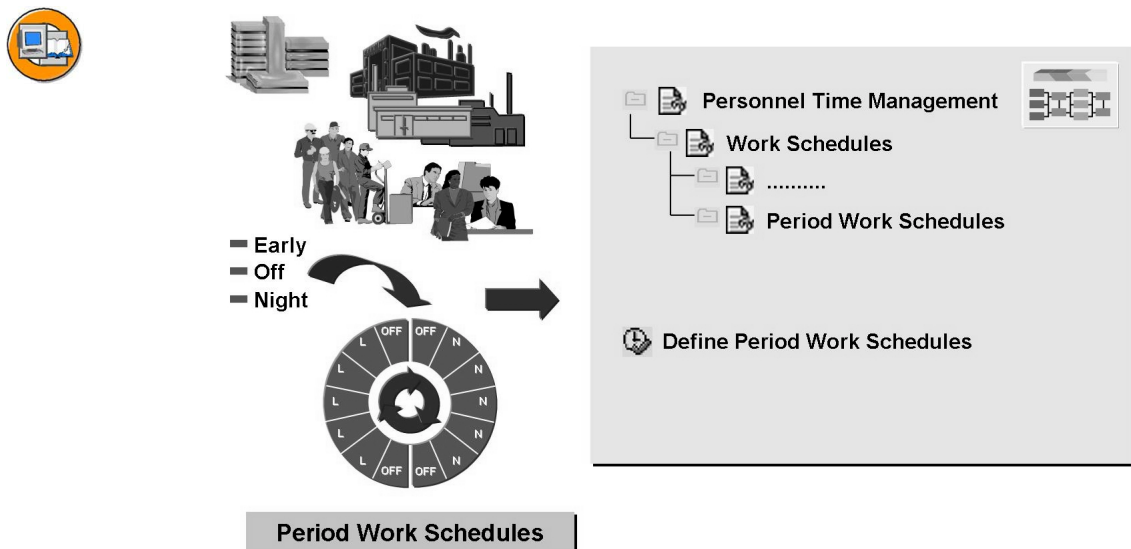 Personnel Time Management
Work Schedules
..........
Period Work Schedules
Early
Off
Night
OFF
OFF
N
N
N
N
N
OFF
OFF
L
L
L
L
L
Define Period Work Schedules
Period Work Schedules